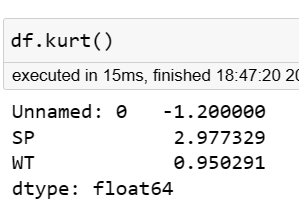 df.kurt()
executed in 15ms, finished 18:47:20 20
Unnamed: 0   -1.200000
SP            2.977329
WT            0.950291
dtype: float64